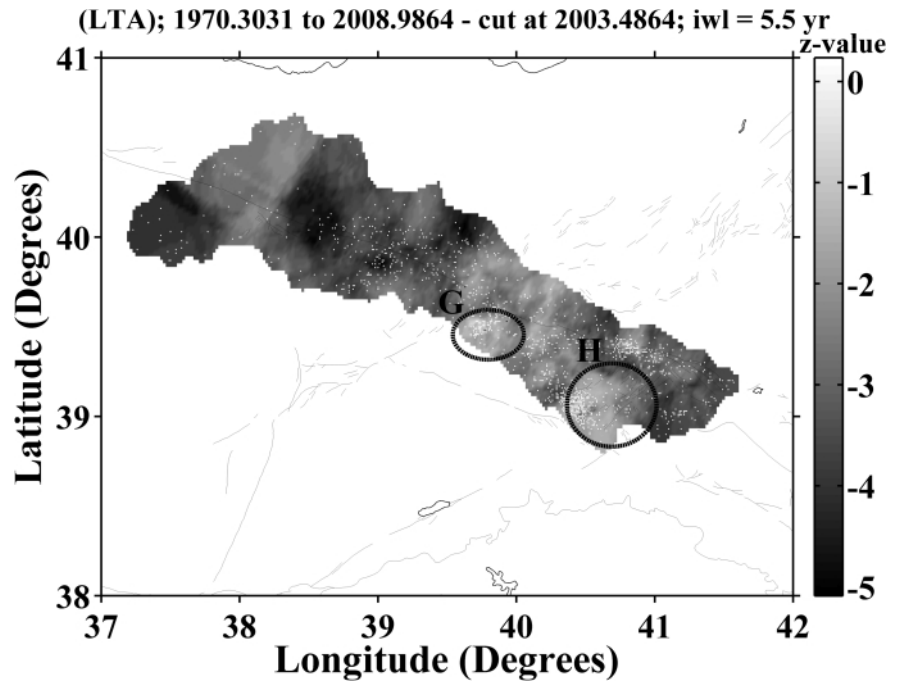 (LTA); 1970.3031 to 2008.9864 - cut at 2003.4864; iwl = 5.5 yr
z-value
41
40
39
38
Latitude (Degrees)
G
H
37 38 39 40 41 42
Longitude (Degrees)
0
-1
-2
-3
-4
-5